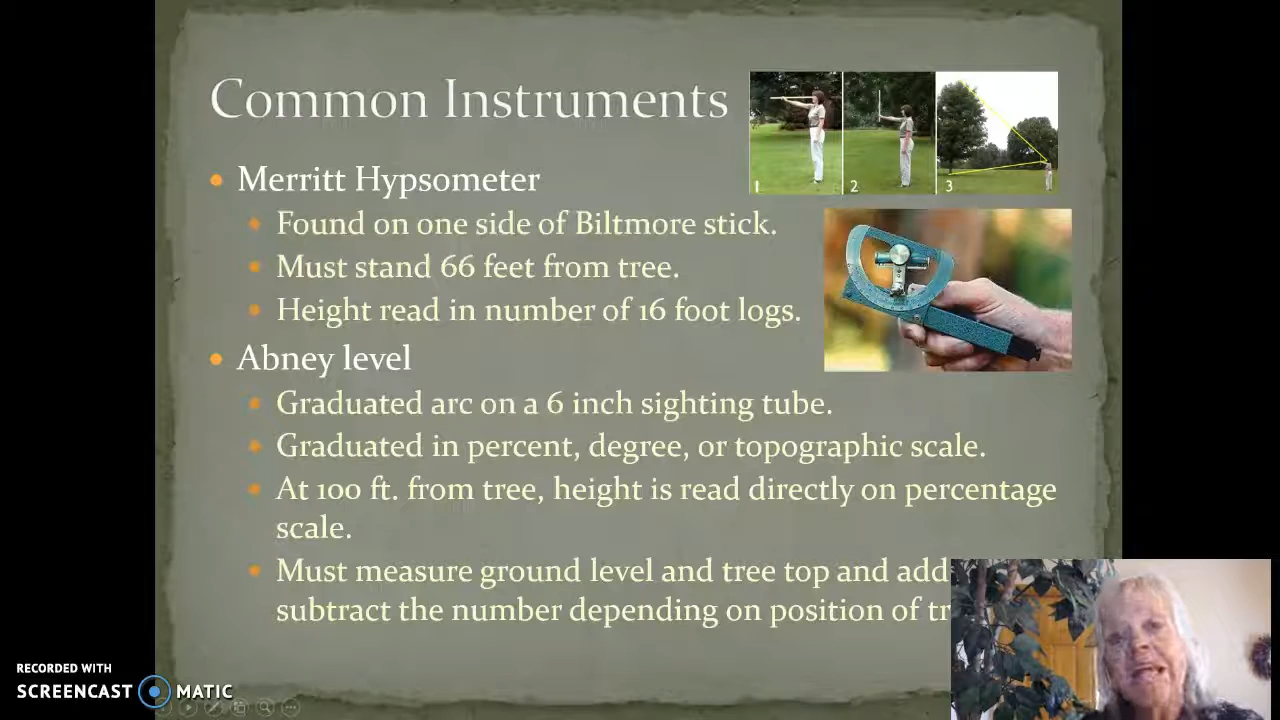 Common Instruments
1 2 3
Merritt Hypsometer
Found on one side of Biltmore stick.
Must stand 66 feet from tree.
Height read in number of 16 foot logs.
Abney level
Graduated arc on a 6 inch sighting tube.
Graduated in percent, degree, or topographic scale.
At 100 ft. from tree, height is read directly on percentage
scale.
Must measure ground level and tree top and add
subtract the number depending on position of
RECORDED WITH
SCREENCAST MATIC